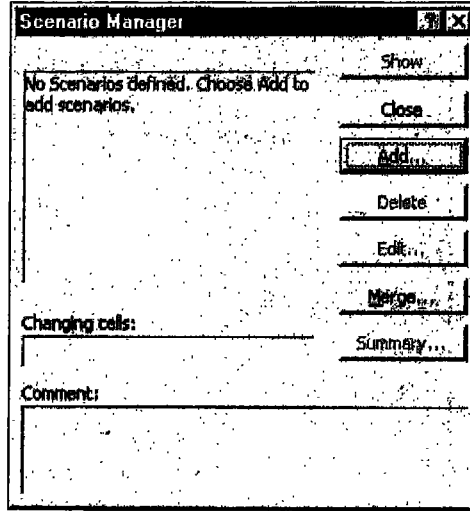 Scenario Manager
No Scenarios defined. Choose Add to
add scenarios.
Show
Close
Add...
Delete
Edit...
Merge...
Summary...
Changing cells:
Comment: